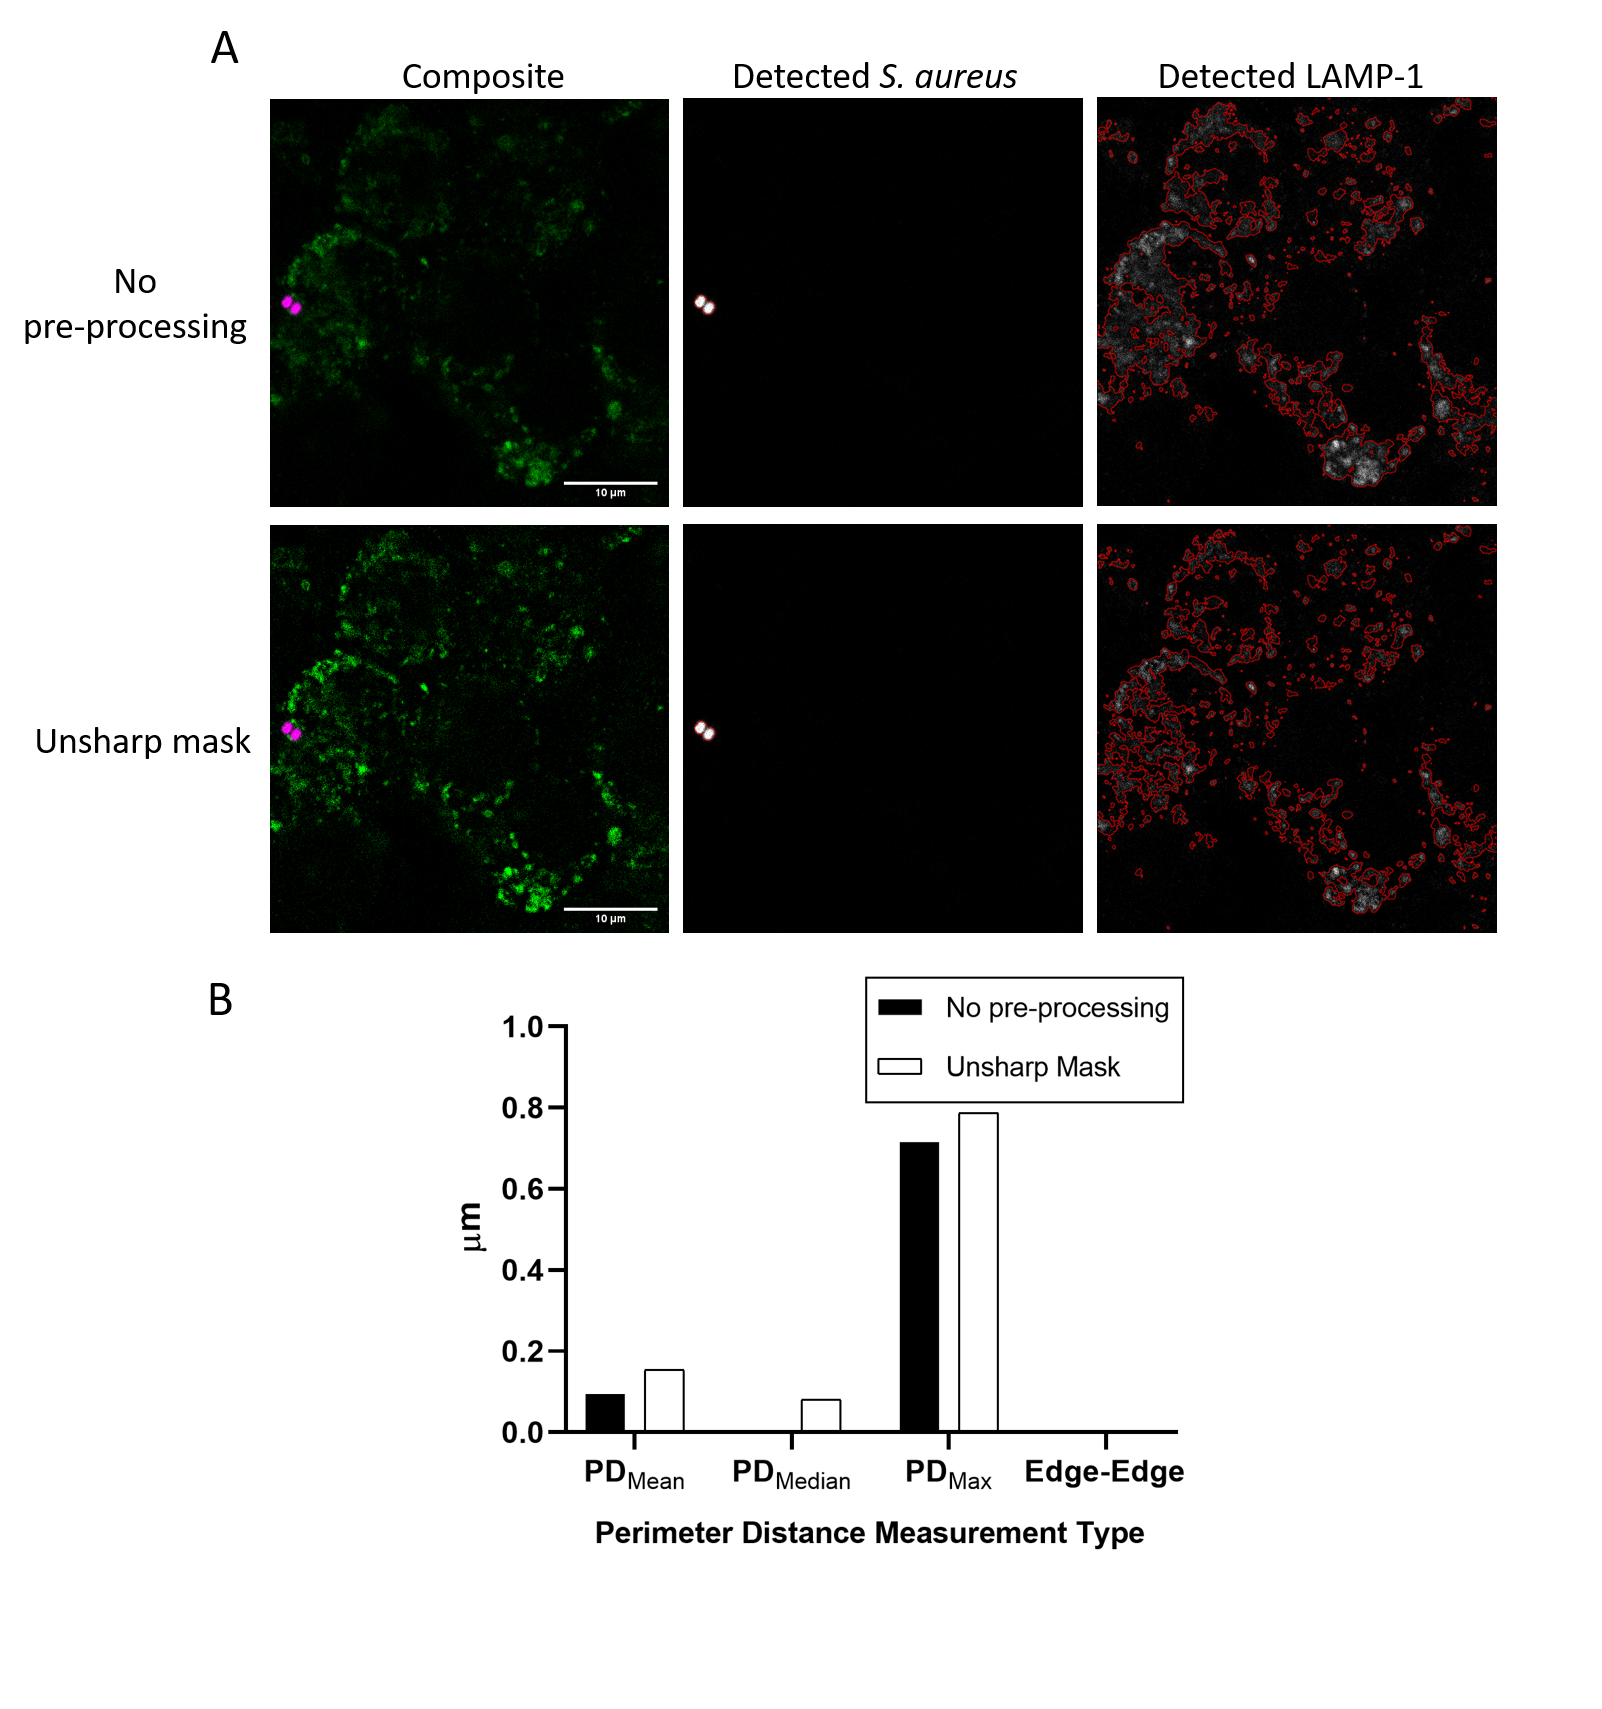 A
Composite
Detected S. aureus
Detected LAMP-1
No
pre-processing
10 µm
Unsharp mask
10 µm
B
No pre-processing
Unsharp Mask
1.0
0.8
0.6
0.4
0.2
0.0
µm
PDMean
PDMedian
PDMax
Edge-Edge
Perimeter Distance Measurement Type